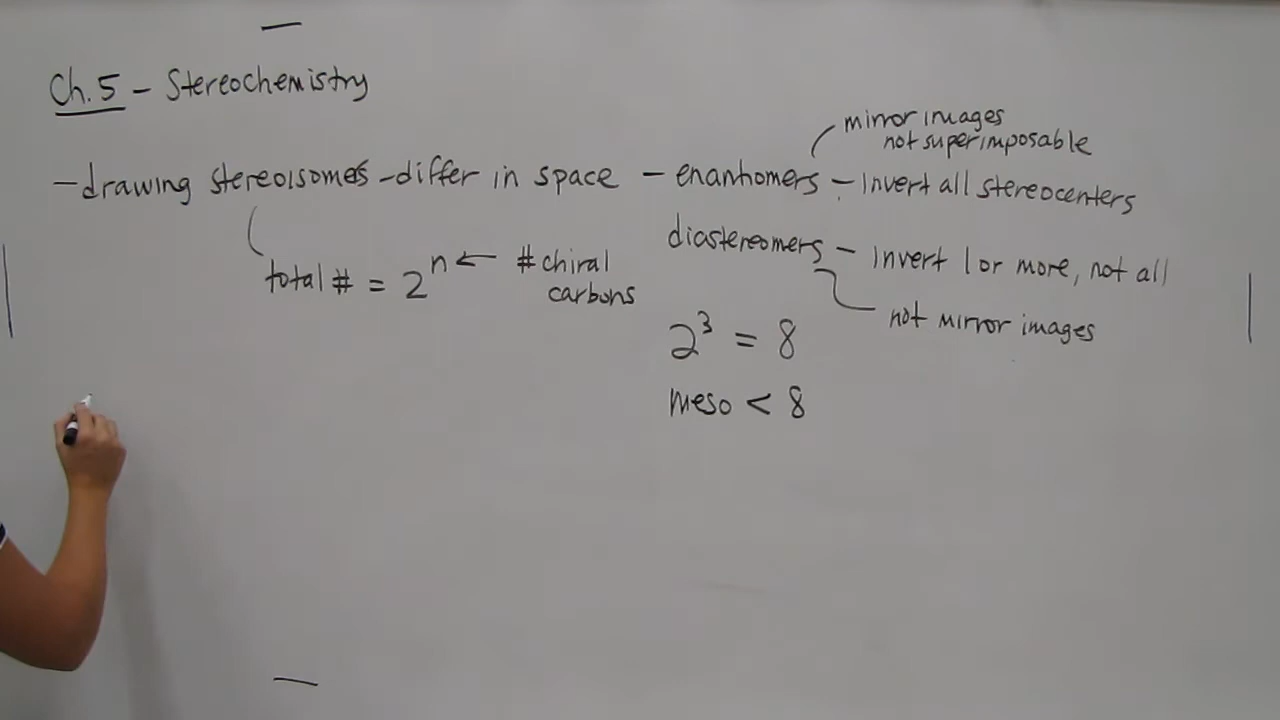 Ch. 5 - Stereochemistry
mirror images
not superimposable
- drawing stereoisomers - differ in space - enantiomers - invert all stereocenters
diastereomers - invert 1 or more, not all
total # = 2^n ← # chiral
carbons
not mirror images
2^3 = 8
meso < 8